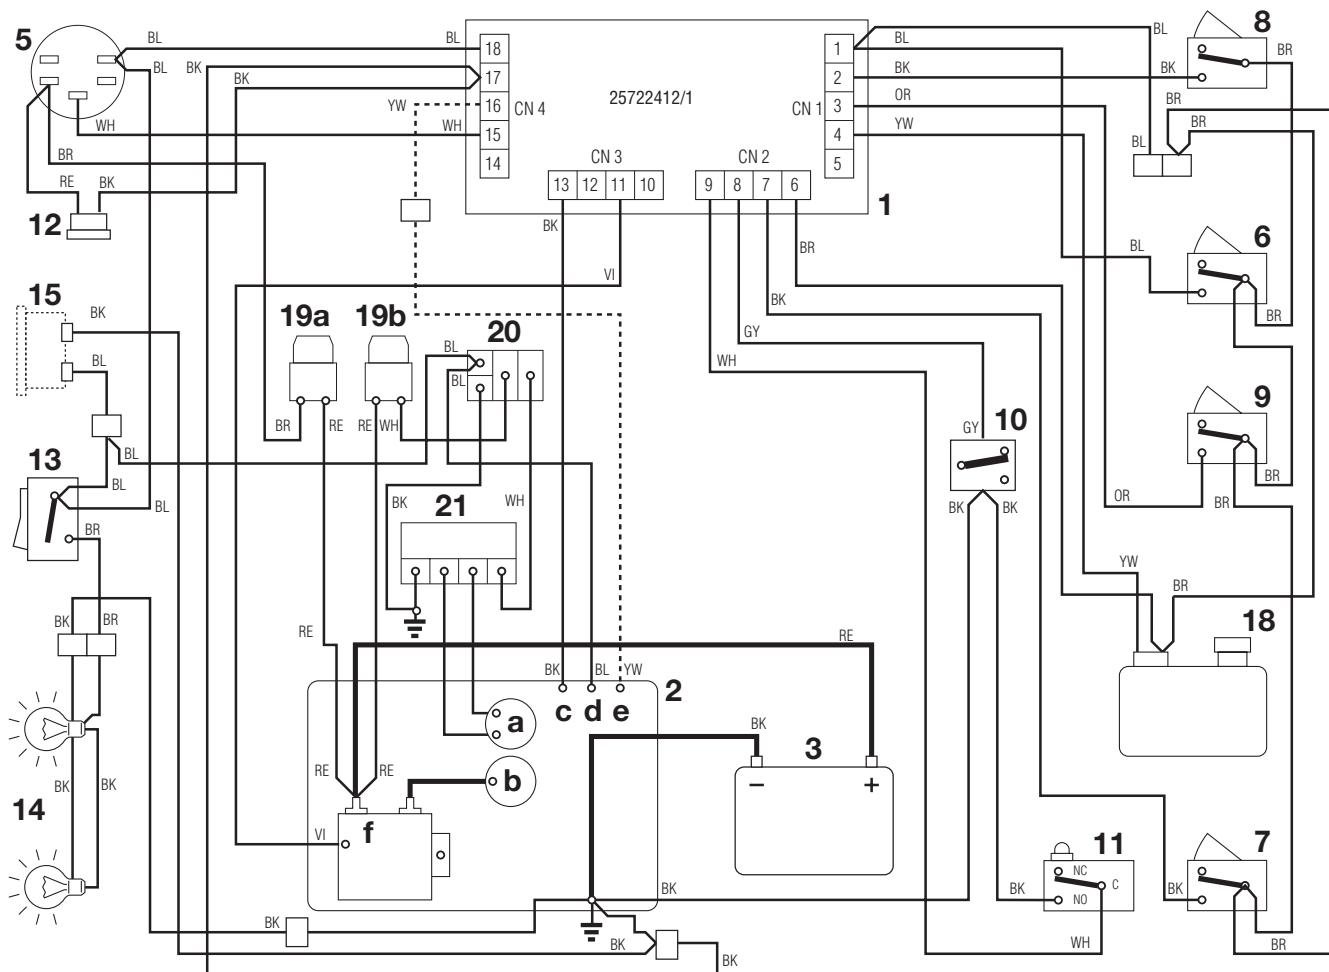 5 BL BL 18 25722412/1 1 BL BL 8 BR
BL BK 17 2 BK BK
BK
YW 16 CN 4 CN 1 3 OR BR
WH WH 15 4 YW BR
BR 14 CN 3 CN 2 5 BL
RE BK 13 12 11 10 9 8 7 6 1
12 BK BR BL 6
VI
15 BK BK BR
19a 19b 20 GY
BL BL WH
BL 9
BR RE RE WH GY 10
13 BL BL BR
BL BK 21 WH BK BK OR
BL
BR
YW
BR
BK BR RE RE 18
BK BL YW 2
c d e
a BK 3
RE RE b − +
BK BK
14 f
VI 11 7
NC
BK BK C BK
NO
BK BK WH BR
BK